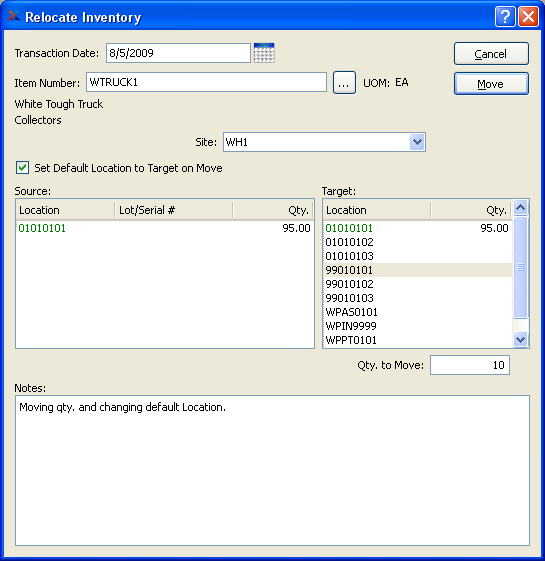 Relocate Inventory
Transaction Date: 8/5/2009
Cancel
Item Number: WTRUCK1 ... UOM: EA
Move
White Tough Truck
Collectors
Site: WH1
Set Default Location to Target on Move
Source:
Location Lot/Serial # Qty.
01010101 95.00
Target:
Location Qty.
01010101 95.00
01010102
01010103
99010101
99010102
99010103
WPAS0101
WPIN9999
WPPT0101
Qty. to Move: 10
Notes:
Moving qty. and changing default Location.